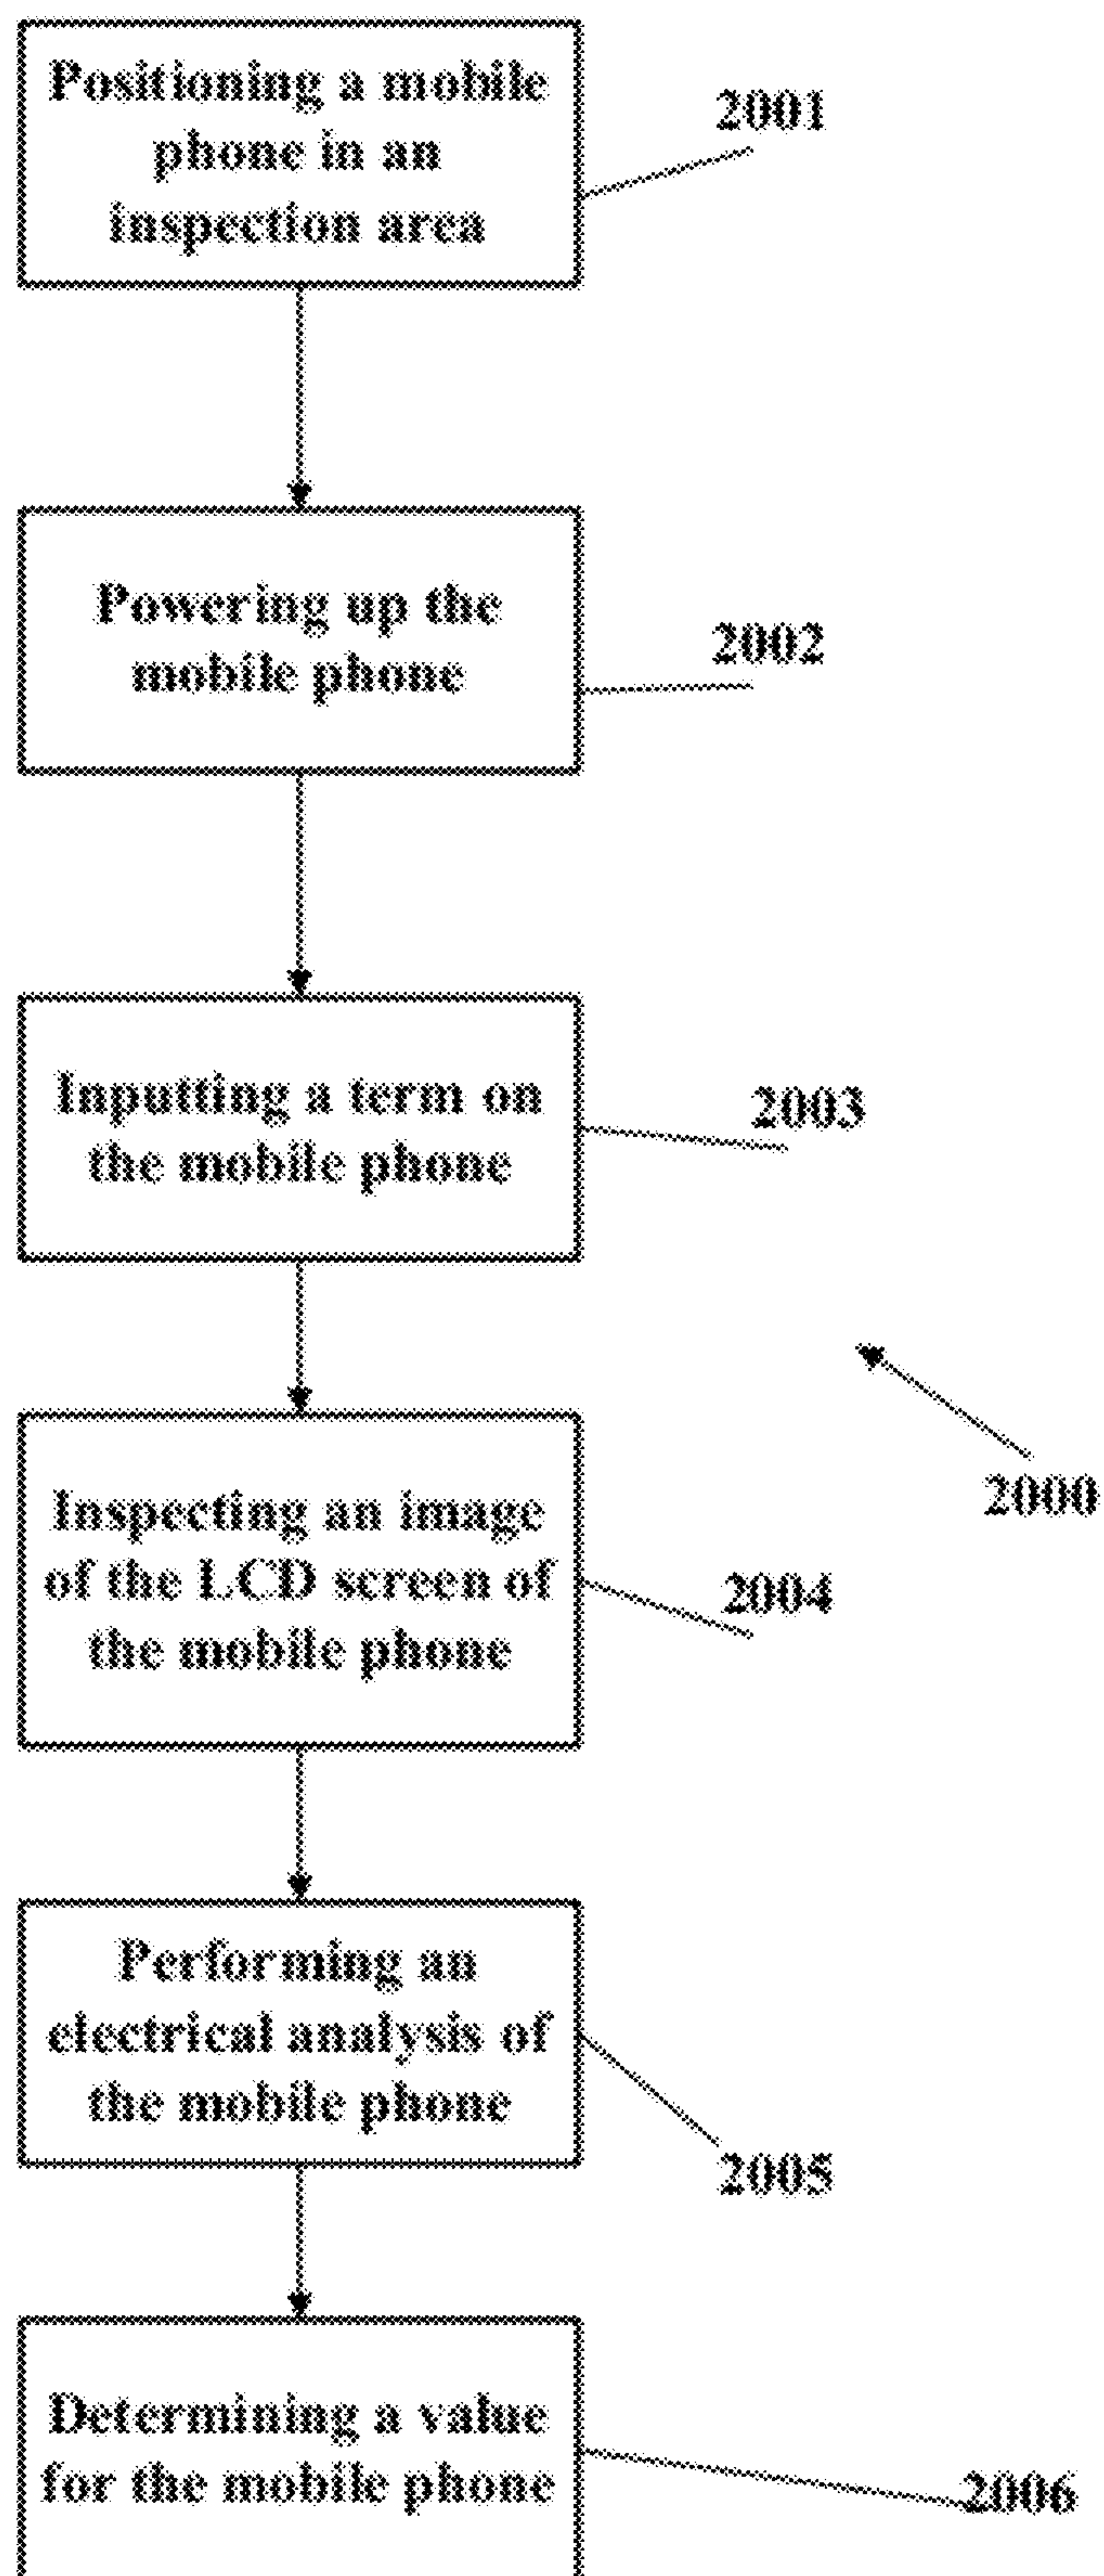 Positioning a mobile
phone in an
inspection area
2001
Powering up the
mobile phone
2002
Inputting a term on
the mobile phone
2003
2000
Inspecting an image
of the LCD screen of
the mobile phone
2004
Performing an
electrical analysis of
the mobile phone
2005
Determining a value
for the mobile phone
2006